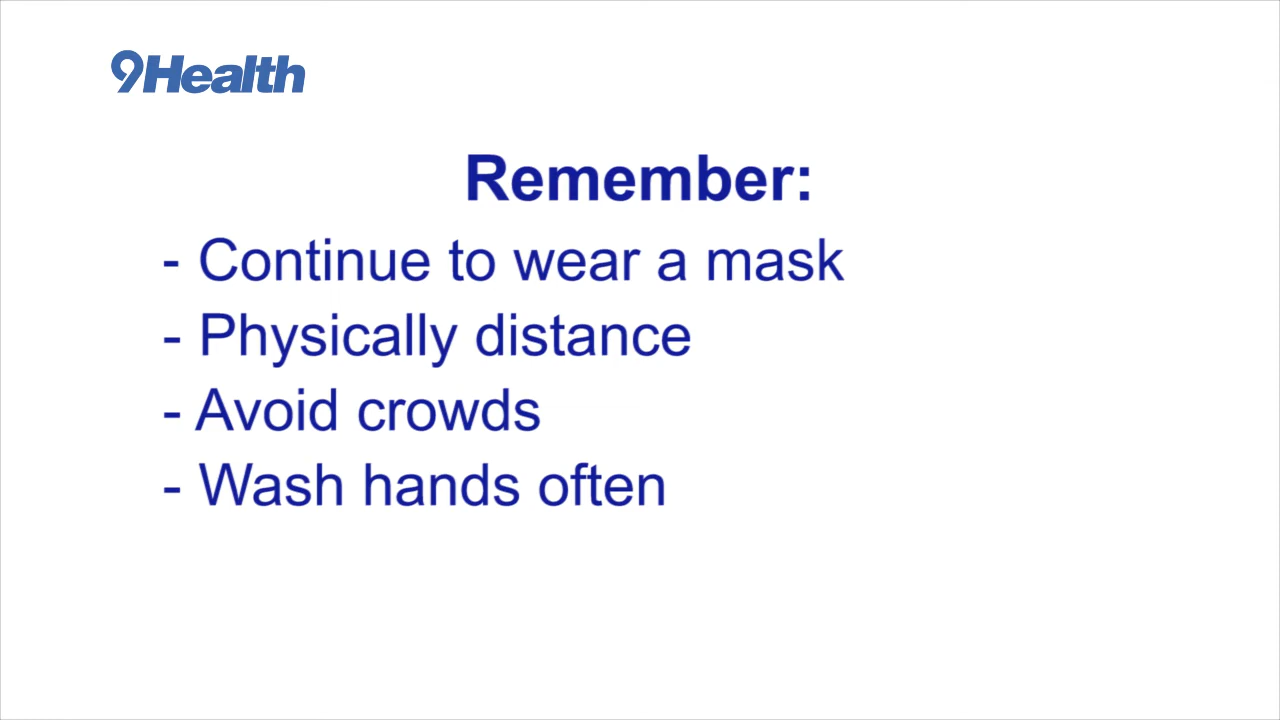 9Health
Remember:
- Continue to wear a mask
- Physically distance
- Avoid crowds
- Wash hands often